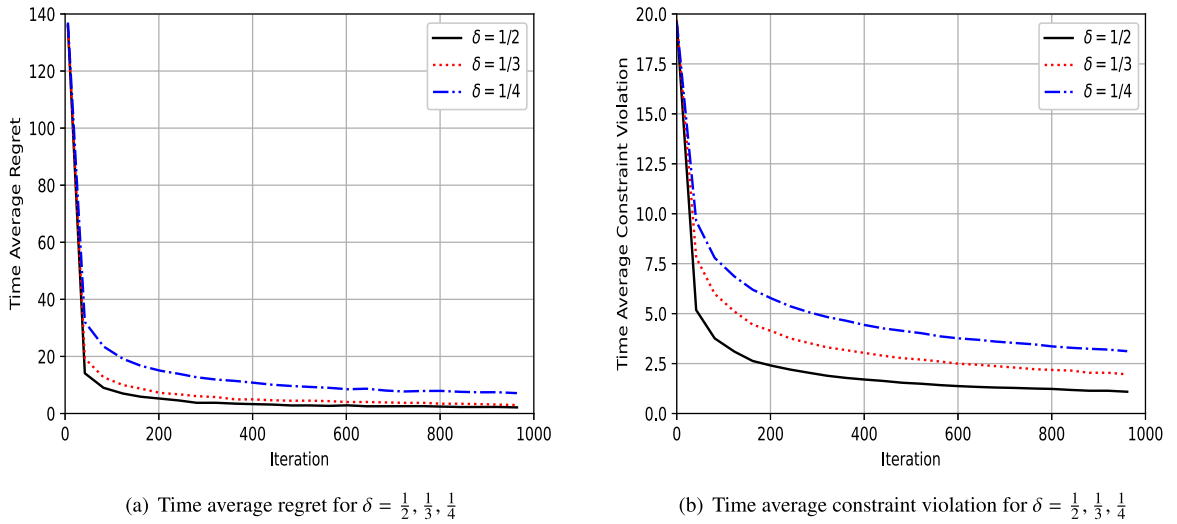 140
120
100
80
60
40
20
0
Time Average Regret
δ = 1/2
δ = 1/3
δ = 1/4
0 200 400 600 800 1000
Iteration
(a) Time average regret for δ = 1/2, 1/3, 1/4
20.0
17.5
15.0
12.5
10.0
7.5
5.0
2.5
0.0
Time Average Constraint Violation
δ = 1/2
δ = 1/3
δ = 1/4
0 200 400 600 800 1000
Iteration
(b) Time average constraint violation for δ = 1/2, 1/3, 1/4